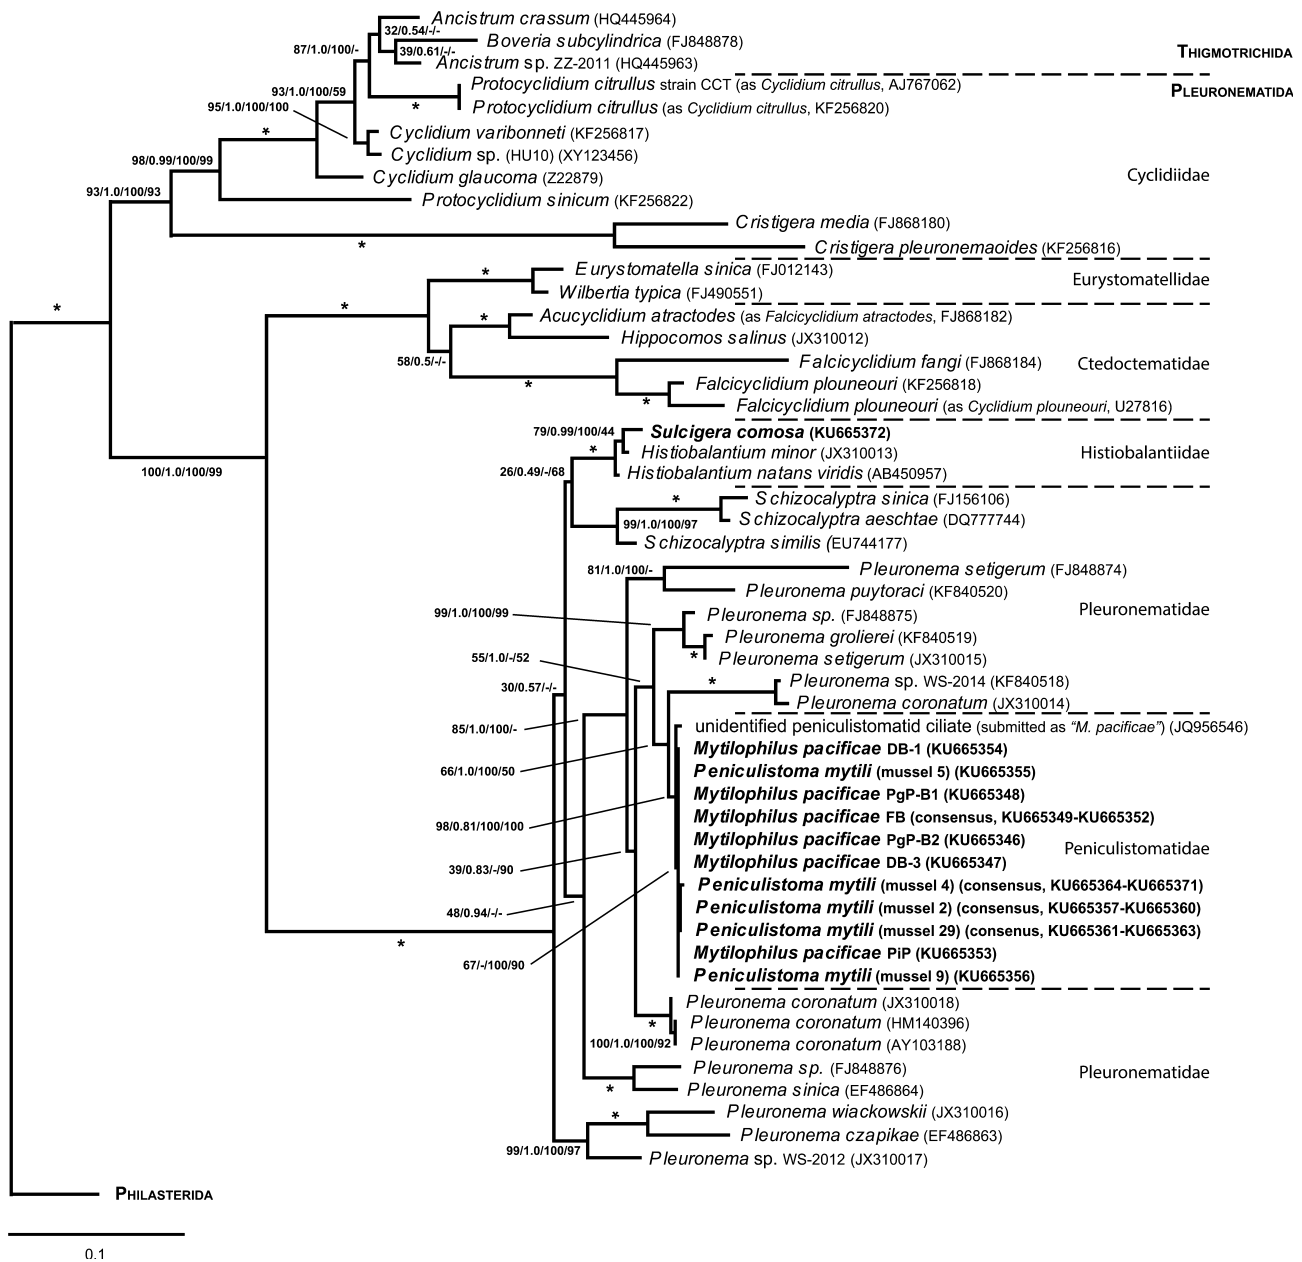 Ancistrum crassum (HQ445964)
32/0.54/-/-
Boveria subcylindrica (FJ848878)
87/1.0/100/-
39/0.61/-/-
THIGMOTRICHIDA
Ancistrum sp. ZZ-2011 (HQ445963)
Protocyclidium citrullus strain CCT (as Cyclidium citrullus, AJ767062)
PLEURONEMATIDA
93/1.0/100/59
*
Protocyclidium citrullus (as Cyclidium citrullus, KF256820)
95/1.0/100/100
*
Cyclidium varibonneti (KF256817)
Cyclidium sp. (HU10) (XY123456)
98/0.99/100/99
Cyclidium glaucoma (Z22879)
Cyclidiidae
93/1.0/100/93
Protocyclidium sinicum (KF256822)
Cristigera media (FJ868180)
*
Cristigera pleuronemaoides (KF256816)
*
Eurystomatella sinica (FJ012143)
Eurystomatellidae
Wilbertia typica (FJ490551)
*
*
*
Acucyclidium atractodes (as Falcicyclidium atractodes, FJ868182)
Hippocomos salinus (JX310012)
58/0.5/-/-
Falcicyclidium fangi (FJ868184)
Ctedoctematidae
*
Falcicyclidium plouneouri (KF256818)
*
Falcicyclidium plouneouri (as Cyclidium plouneouri, U27816)
79/0.99/100/44
Sulcigera comosa (KU665372)
*
Histiobalantium minor (JX310013)
Histiobalantiidae
100/1.0/100/99
26/0.49/-/68
Histiobalantium natans viridis (AB450957)
*
Schizocalyptra sinica (FJ156106)
99/1.0/100/97
Schizocalyptra aeschtae (DQ777744)
Schizocalyptra similis (EU744177)
81/1.0/100/-
Pleuronema setigerum (FJ848874)
Pleuronema puytoraci (KF840520)
99/1.0/100/99
Pleuronema sp. (FJ848875)
Pleuronematidae
Pleuronema grolierei (KF840519)
55/1.0/-/52
*
Pleuronema setigerum (JX310015)
30/0.57/-/-
*
Pleuronema sp. WS-2014 (KF840518)
Pleuronema coronatum (JX310014)
85/1.0/100/-
unidentified peniculistomatid ciliate (submitted as “M. pacificae”) (JQ956546)
Mytilophilus pacificae DB-1 (KU665354)
66/1.0/100/50
Peniculistoma mytili (mussel 5) (KU665355)
Mytilophilus pacificae PgP-B1 (KU665348)
98/0.81/100/100
Mytilophilus pacificae FB (consensus, KU665349-KU665352)
Mytilophilus pacificae PgP-B2 (KU665346)
Peniculistomatidae
39/0.83/-/90
Mytilophilus pacificae DB-3 (KU665347)
Peniculistoma mytili (mussel 4) (consensus, KU665364-KU665371)
48/0.94/-/-
Peniculistoma mytili (mussel 2) (consensus, KU665357-KU665360)
*
Peniculistoma mytili (mussel 29) (consenus, KU665361-KU665363)
67/-/100/90
Mytilophilus pacificae PiP (KU665353)
Peniculistoma mytili (mussel 9) (KU665356)
Pleuronema coronatum (JX310018)
*
Pleuronema coronatum (HM140396)
100/1.0/100/92
Pleuronema coronatum (AY103188)
Pleuronema sp. (FJ848876)
Pleuronematidae
*
Pleuronema sinica (EF486864)
*
Pleuronema wiackowskii (JX310016)
Pleuronema czapikae (EF486863)
99/1.0/100/97
Pleuronema sp. WS-2012 (JX310017)
PHILASTERIDA
0.1